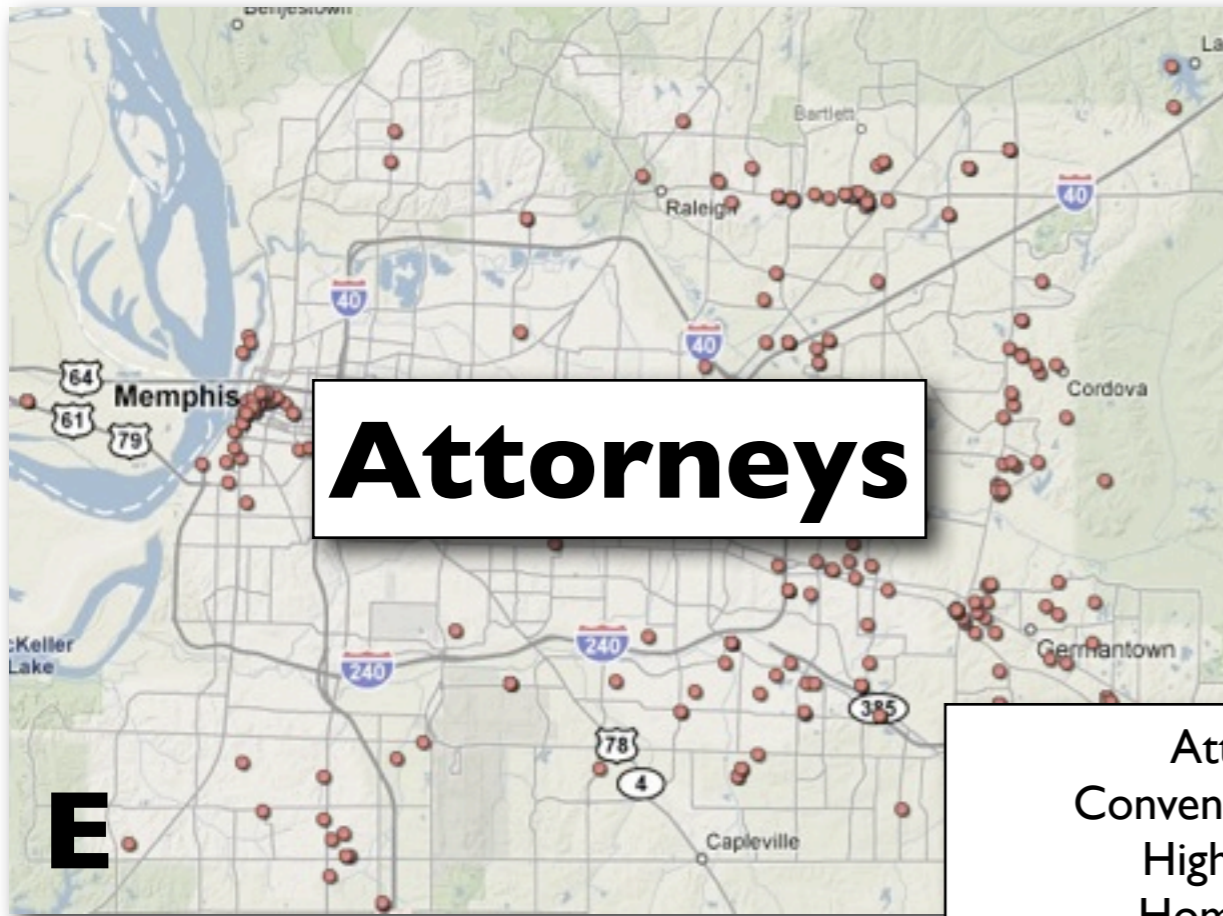 Bartlett
40
Raleigh
40
40
64
Memphis
61
79
Cordova
Attorneys
Germantown
Lake
240
240
385
78
4
E
Capleville
Att
Conven
High
Hom